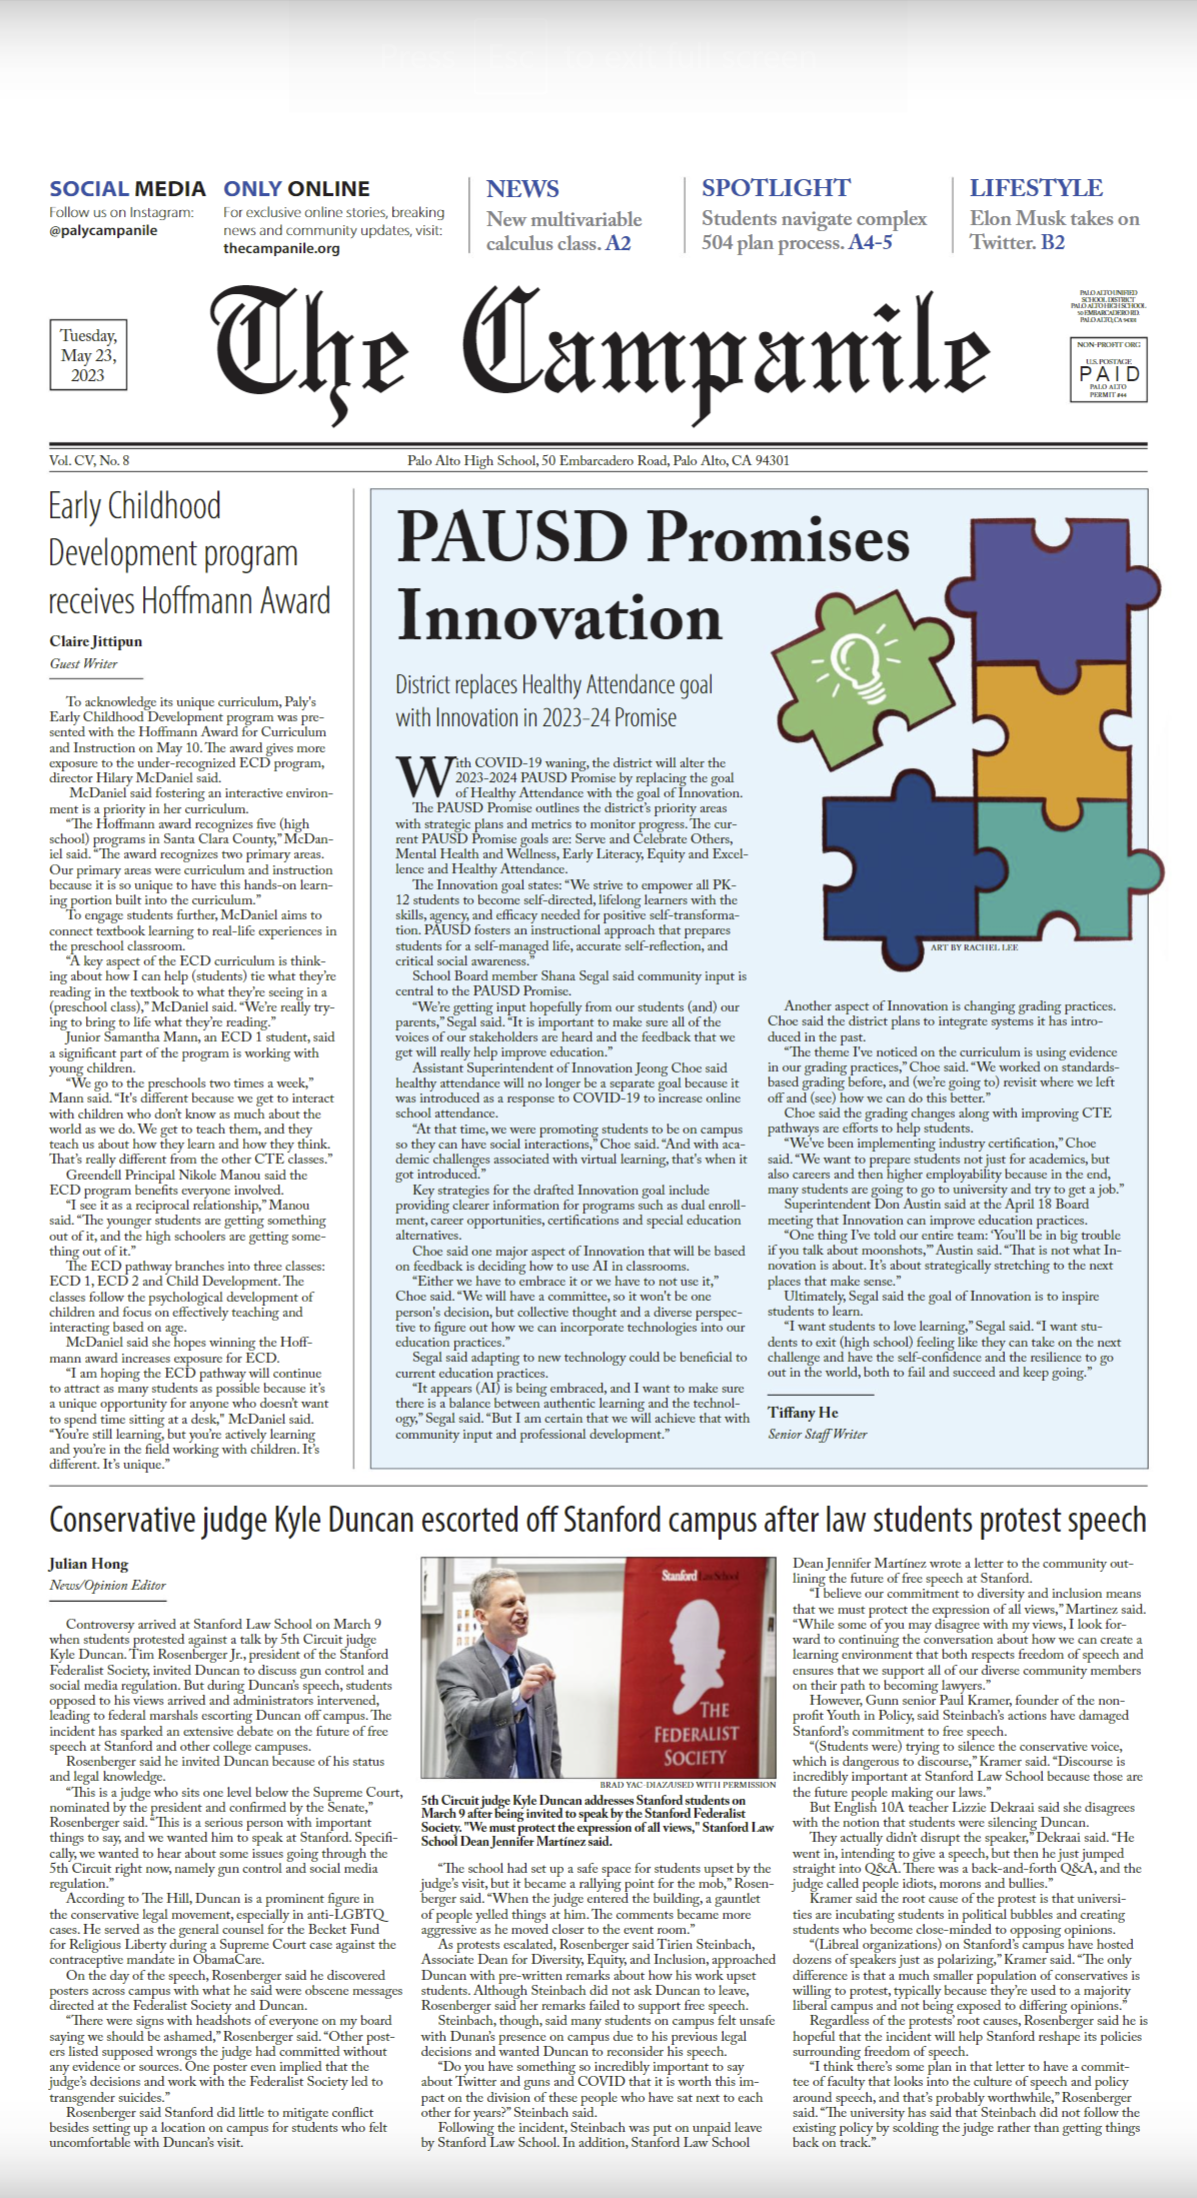 SOCIAL MEDIA
Follow us on Instagram:
@palycampanile
ONLY ONLINE
For exclusive online stories, breaking
news and community updates, visit:
thecampanile.org
NEWS
New multivariable
calculus class. A2
SPOTLIGHT
Students navigate complex
504 plan process. A4-5
LIFESTYLE
Elon Musk takes on
Twitter. B2
Tuesday,
May 23,
2023
The Campanile
PALO ALTO UNIFIED
SCHOOL DISTRICT
PALO ALTO HIGH SCHOOL
50 EMBARCADERO RD.
PALO ALTO, CA 94301
NON-PROFIT ORG
U.S. POSTAGE
PAID
PALO ALTO
PERMIT #44
Vol. CV, No. 8
Palo Alto High School, 50 Embarcadero Road, Palo Alto, CA 94301
Early Childhood
Development program
receives Hoffmann Award
Claire Jittipun
Guest Writer
To acknowledge its unique curriculum, Paly's
Early Childhood Development program was pre-
sented with the Hoffmann Award for Curriculum
and Instruction on May 10. The award gives more
exposure to the under-recognized ECD program,
director Hilary McDaniel said.
McDaniel said fostering an interactive environ-
ment is a priority in her curriculum.
“The Hoffmann award recognizes five (high
school) programs in Santa Clara County,” McDan-
iel said. “The award recognizes two primary areas.
Our primary areas were curriculum and instruction
because it is so unique to have this hands-on learn-
ing portion built into the curriculum.”
To engage students further, McDaniel aims to
connect textbook learning to real-life experiences in
the preschool classroom.
“A key aspect of the ECD curriculum is think-
ing about how I can help (students) tie what they’re
reading in the textbook to what they’re seeing in a
(preschool class),” McDaniel said. “We’re really try-
ing to bring to life what they’re reading.”
Junior Samantha Mann, an ECD 1 student, said
a significant part of the program is working with
young children.
“We go to the preschools two times a week,”
Mann said. “It's different because we get to interact
with children who don’t know as much about the
world as we do. We get to teach them, and they
teach us about how they learn and how they think.
That’s really different from the other CTE classes.”
Greendell Principal Nikole Manou said the
ECD program benefits everyone involved.
“I see it as a reciprocal relationship,” Manou
said. “The younger students are getting something
out of it, and the high schoolers are getting some-
thing out of it.”
The ECD pathway branches into three classes:
ECD 1, ECD 2 and Child Development. The
classes follow the psychological development of
children and focus on effectively teaching and
interacting based on age.
McDaniel said she hopes winning the Hoff-
mann award increases exposure for ECD.
“I am hoping the ECD pathway will continue
to attract as many students as possible because it’s
a unique opportunity for anyone who doesn’t want
to spend time sitting at a desk,” McDaniel said.
“You’re still learning, but you’re actively learning
and you’re in the field working with children. It’s
different. It’s unique.”
PAUSD Promises
Innovation
District replaces Healthy Attendance goal
with Innovation in 2023-24 Promise
With COVID-19 waning, the district will alter the
2023-2024 PAUSD Promise by replacing the goal
of Healthy Attendance with the goal of Innovation.
The PAUSD Promise outlines the district’s priority areas
with strategic plans and metrics to monitor progress. The cur-
rent PAUSD Promise goals are: Serve and Celebrate Others,
Mental Health and Wellness, Early Literacy, Equity and Excel-
lence and Healthy Attendance.
The Innovation goal states: “We strive to empower all PK-
12 students to become self-directed, lifelong learners with the
skills, agency, and efficacy needed for positive self-transforma-
tion. PAUSD fosters an instructional approach that prepares
students for a self-managed life, accurate self-reflection, and
critical social awareness.”
School Board member Shana Segal said community input is
central to the PAUSD Promise.
“We’re getting input hopefully from our students (and) our
parents,” Segal said. “It is important to make sure all of the
voices of our stakeholders are heard and the feedback that we
get will really help improve education.”
Assistant Superintendent of Innovation Jeong Choe said
healthy attendance will no longer be a separate goal because it
was introduced as a response to COVID-19 to increase online
school attendance.
“At that time, we were promoting students to be on campus
so they can have social interactions,” Choe said. “And with aca-
demic challenges associated with virtual learning, that’s when it
got introduced.”
Key strategies for the drafted Innovation goal include
providing clearer information for programs such as dual enroll-
ment, career opportunities, certifications and special education
alternatives.
Choe said one major aspect of Innovation that will be based
on feedback is deciding how to use AI in classrooms.
“Either we have to embrace it or we have to not use it,”
Choe said. “We will have a committee, so it won’t be one
person’s decision, but collective thought and a diverse perspec-
tive to figure out how we can incorporate technologies into our
education practices.”
Segal said adapting to new technology could be beneficial to
current education practices.
“It appears (AI) is being embraced, and I want to make sure
there is a balance between authentic learning and the technol-
ogy,” Segal said. “But I am certain that we will achieve that with
community input and professional development.”
ART BY RACHEL LEE
Another aspect of Innovation is changing grading practices.
Choe said the district plans to integrate systems it has intro-
duced in the past.
“The theme I’ve noticed on the curriculum is using evidence
in our grading practices,” Choe said. “We worked on standards-
based grading before, and (we’re going to) revisit where we left
off and (see) how we can do this better.”
Choe said the grading changes along with improving CTE
pathways are efforts to help students.
“We’ve been implementing industry certification,” Choe
said. “We want to prepare students not just for academics, but
also careers and then higher employability because in the end,
many students are going to go to university and try to get a job.”
Superintendent Don Austin said at the April 18 Board
meeting that Innovation can improve education practices.
“One thing I’ve told our entire team: ‘You’ll be in big trouble
if you talk about moonshots,’” Austin said. “That is not what In-
novation is about. It’s about strategically stretching to the next
places that make sense.”
Ultimately, Segal said the goal of Innovation is to inspire
students to learn.
“I want students to love learning,” Segal said. “I want stu-
dents to exit (high school) feeling like they can take on the next
challenge and have the self-confidence and the resilience to go
out in the world, both to fail and succeed and keep going.”
Tiffany He
Senior Staff Writer
Conservative judge Kyle Duncan escorted off Stanford campus after law students protest speech
Julian Hong
News/Opinion Editor
Controversy arrived at Stanford Law School on March 9
when students protested against a talk by 5th Circuit judge
Kyle Duncan. Tim Rosenberger Jr., president of the Stanford
Federalist Society, invited Duncan to discuss gun control and
social media regulation. But during Duncan’s speech, students
opposed to his views arrived and administrators intervened,
leading to federal marshals escorting Duncan off campus. The
incident has sparked an extensive debate on the future of free
speech at Stanford and other college campuses.
Rosenberger said he invited Duncan because of his status
and legal knowledge.
“This is a judge who sits one level below the Supreme Court,
nominated by the president and confirmed by the Senate,”
Rosenberger said. “This is a serious person with important
things to say, and we wanted him to speak at Stanford. Specifi-
cally, we wanted to hear about some issues going through the
5th Circuit right now, namely gun control and social media
regulation.”
According to The Hill, Duncan is a prominent figure in
the conservative legal movement, especially in anti-LGBTQ
cases. He served as the general counsel for the Becket Fund
for Religious Liberty during a Supreme Court case against the
contraceptive mandate in ObamaCare.
On the day of the speech, Rosenberger said he discovered
posters across campus with what he said were obscene messages
directed at the Federalist Society and Duncan.
“There were signs with headshots of everyone on my board
saying we should be ashamed,” Rosenberger said. “Other post-
ers listed supposed wrongs the judge had committed without
any evidence or sources. One poster even implied that the
judge’s decisions and work with the Federalist Society led to
transgender suicides.”
Rosenberger said Stanford did little to mitigate conflict
besides setting up a location on campus for students who felt
uncomfortable with Duncan’s visit.
Stanford Law School
THE
FEDERALIST
SOCIETY
BRAD YAC-DIAZ/USED WITH PERMISSION
5th Circuit judge Kyle Duncan addresses Stanford students on
March 9 after being invited to speak by the Stanford Federalist
Society. "We must protect the expression of all views," Stanford Law
School Dean Jennifer Martínez said.
“The school had set up a safe space for students upset by the
judge’s visit, but it became a rallying point for the mob,” Rosen-
berger said. “When the judge entered the building, a gauntlet
of people yelled things at him. The comments became more
aggressive as he moved closer to the event room.”
As protests escalated, Rosenberger said Tirien Steinbach,
Associate Dean for Diversity, Equity, and Inclusion, approached
Duncan with pre-written remarks about how his work upset
students. Although Steinbach did not ask Duncan to leave,
Rosenberger said her remarks failed to support free speech.
Steinbach, though, said many students on campus felt unsafe
with Dunan’s presence on campus due to his previous legal
decisions and wanted Duncan to reconsider his speech.
“Do you have something so incredibly important to say
about Twitter and guns and COVID that it is worth this im-
pact on the division of these people who have sat next to each
other for years?” Steinbach said.
Following the incident, Steinbach was put on unpaid leave
by Stanford Law School. In addition, Stanford Law School
Dean Jennifer Martínez wrote a letter to the community out-
lining the future of free speech at Stanford.
“I believe our commitment to diversity and inclusion means
that we must protect the expression of all views,” Martinez said.
“While some of you may disagree with my views, I look for-
ward to continuing the conversation about how we can create a
learning environment that both respects freedom of speech and
ensures that we support all of our diverse community members
on their path to becoming lawyers.”
However, Gunn senior Paul Kramer, founder of the non-
profit Youth in Policy, said Steinbach’s actions have damaged
Stanford’s commitment to free speech.
“(Students were) trying to silence the conservative voice,
which is dangerous to discourse,” Kramer said. “Discourse is
incredibly important at Stanford Law School because those are
the future people making our laws.”
But English 10A teacher Lizzie Dekraai said she disagrees
with the notion that students were silencing Duncan.
They actually didn’t disrupt the speaker,” Dekraai said. “He
went in, intending to give a speech, but then he just jumped
straight into Q&A. There was a back-and-forth Q&A, and the
judge called people idiots, morons and bullies.”
Kramer said the root cause of the protest is that universi-
ties are incubating students in political bubbles and creating
students who become close-minded to opposing opinions.
“(Libreal organizations) on Stanford’s campus have hosted
dozens of speakers just as polarizing,” Kramer said. “The only
difference is that a much smaller population of conservatives is
willing to protest, typically because they’re used to a majority
liberal campus and not being exposed to differing opinions.”
Regardless of the protests’ root causes, Rosenberger said he is
hopeful that the incident will help Stanford reshape its policies
surrounding freedom of speech.
“I think there’s some plan in that letter to have a commit-
tee of faculty that looks into the culture of speech and policy
around speech, and that’s probably worthwhile,” Rosenberger
said. “The university has said that Steinbach did not follow the
existing policy by scolding the judge rather than getting things
back on track.”